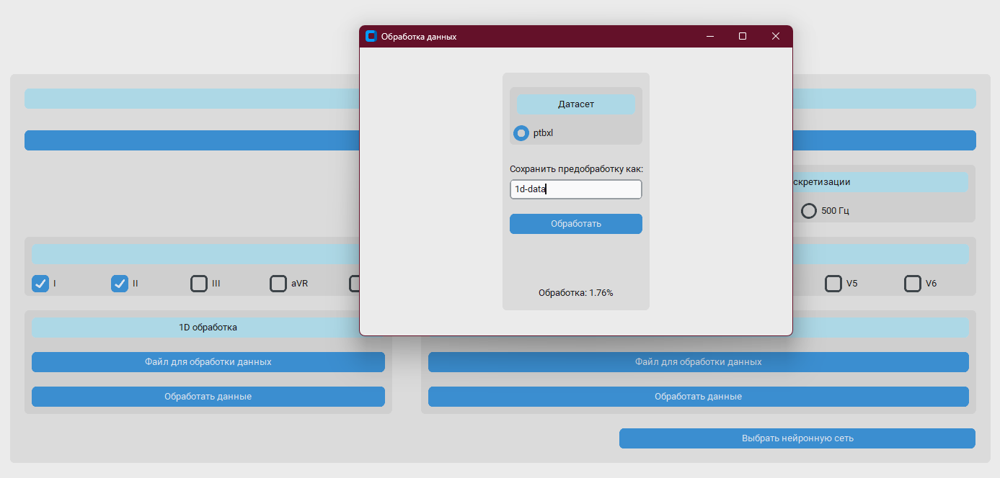 Обработка данных
Датасет
ptbxl
Сохранить предобработку как:
1d-data
Обработать
Обработка: 1.76%
скретизации
500 Гц
I
II
III
aVR
V5
V6
1D обработка
Файл для обработки данных
Файл для обработки данных
Обработать данные
Обработать данные
Выбрать нейронную сеть